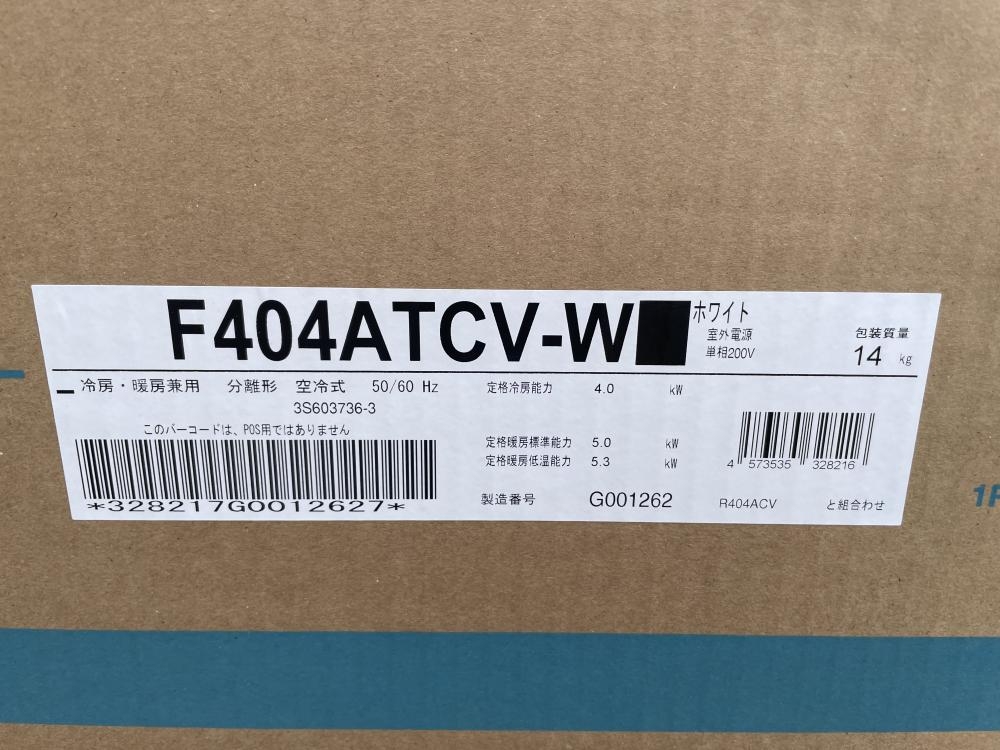 F404ATCV-W■ ホワイト
室外電源
単相200V
包装質量
14 kg
冷房・暖房兼用 分離形 空冷式 50/60 Hz
3S603736-3
このバーコードは、POS用ではありません
*328217G0012627*
定格冷房能力 4.0 kW
定格暖房標準能力 5.0 kW
定格暖房低温能力 5.3 kW
製造番号 G001262
4 573535 328216
R404ACV と組合わせ